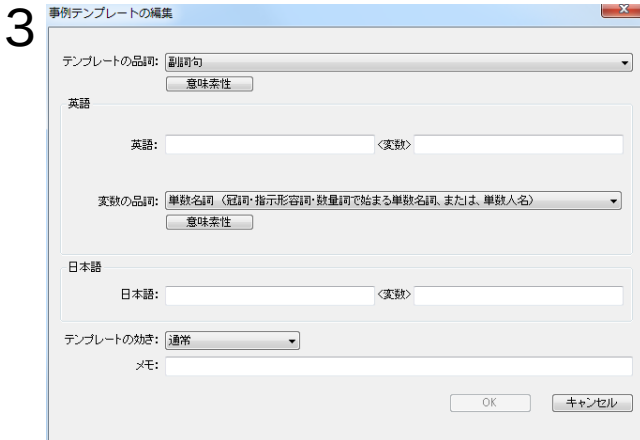 3
事例テンプレートの編集
テンプレートの品詞: 副詞句
意味素性
英語
英語: <変数>
変数の品詞: 単数名詞 (冠詞・指示形容詞・数量詞で始まる単数名詞、または、単数人名)
意味素性
日本語
日本語: <変数>
テンプレートの効き: 通常
メモ:
OK キャンセル